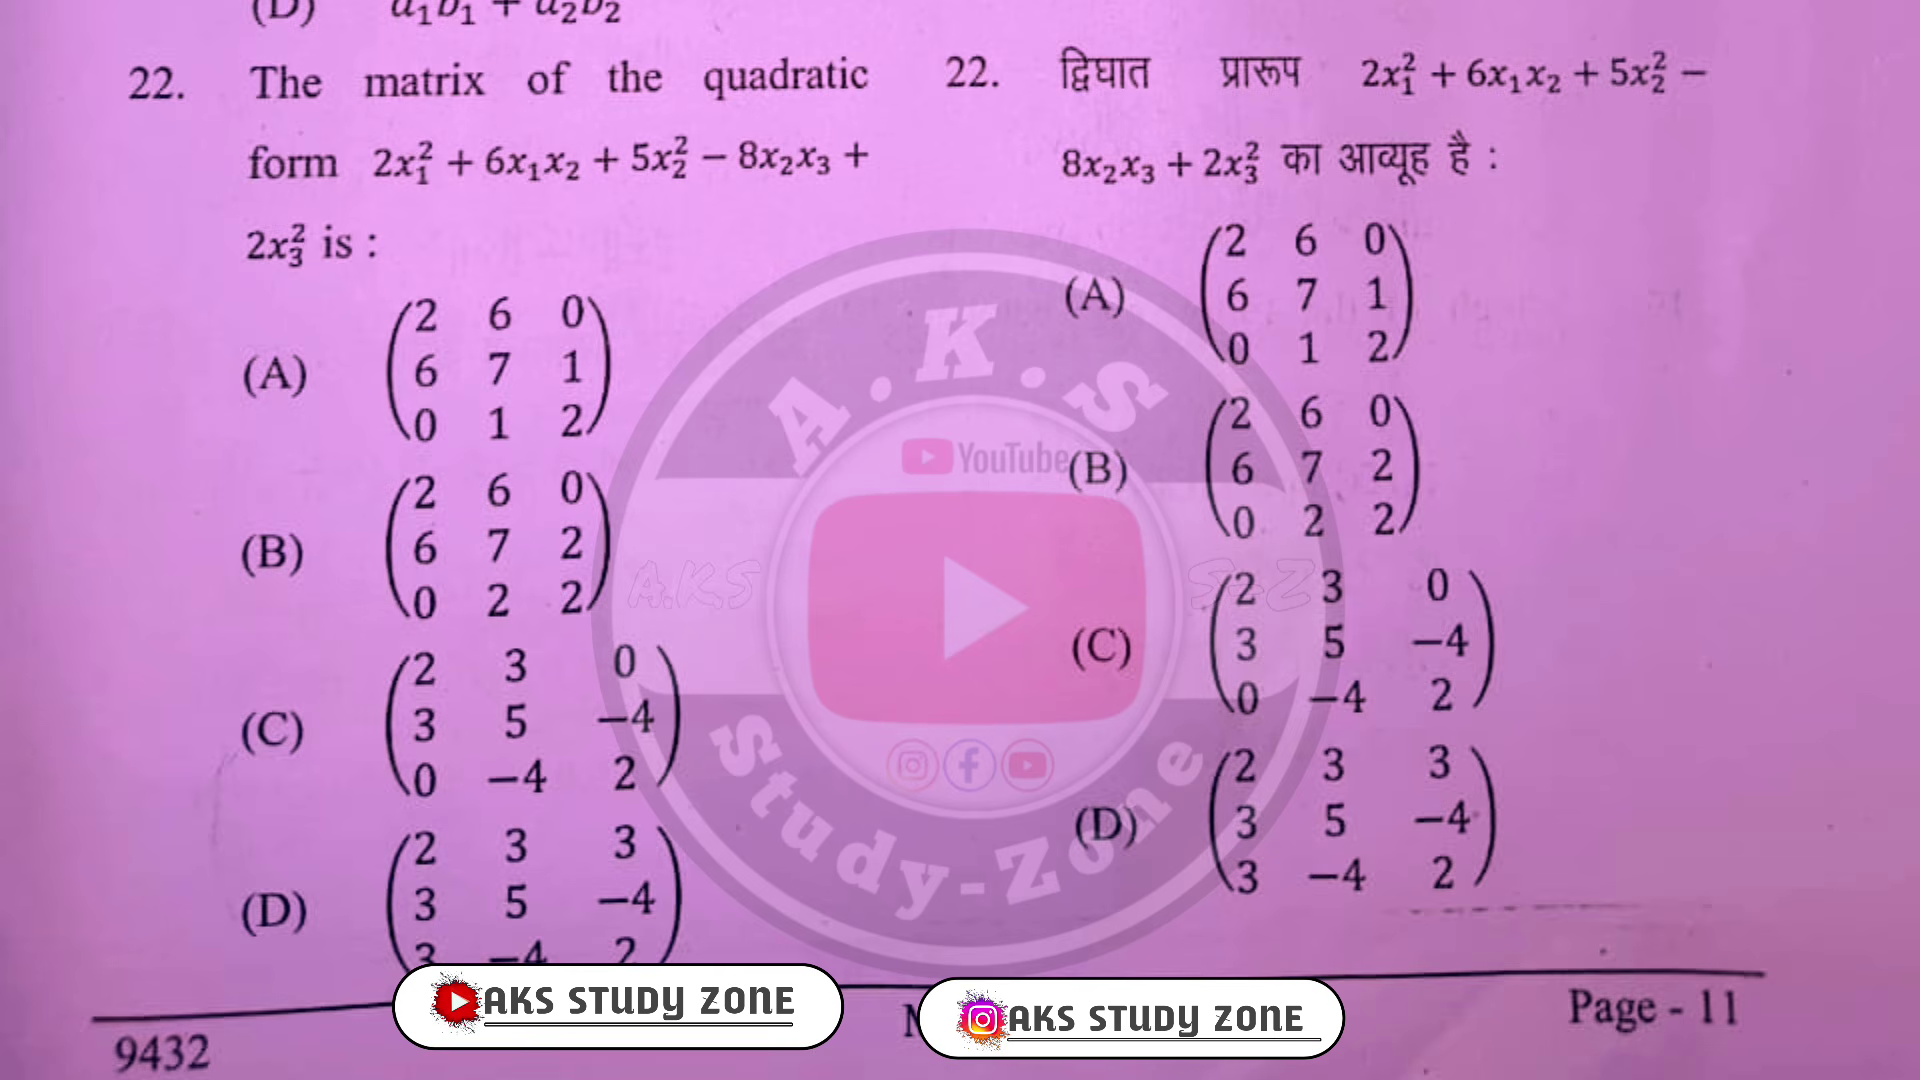 (D) a₁b₁ + a₂b₂
22. The matrix of the quadratic
form 2x₁² + 6x₁x₂ + 5x₂² − 8x₂x₃ +
2x₃² is :
(A)
2 6 0
6 7 1
0 1 2
(B)
2 6 0
6 7 2
0 2 2
(C)
2 3 0
3 5 −4
0 −4 2
(D)
2 3 3
3 5 −4
3 −4 2
22. द्विघात प्रारूप 2x₁² + 6x₁x₂ + 5x₂² −
8x₂x₃ + 2x₃² का आव्यूह है :
(A)
2 6 0
6 7 1
0 1 2
(B)
2 6 0
6 7 2
0 2 2
(C)
2 3 0
3 5 −4
0 −4 2
(D)
2 3 3
3 5 −4
3 −4 2
A.K.S
YouTube
A.K.S
S-Z
Study-Zone
AKS STUDY ZONE
AKS STUDY ZONE
9432
Page - 11